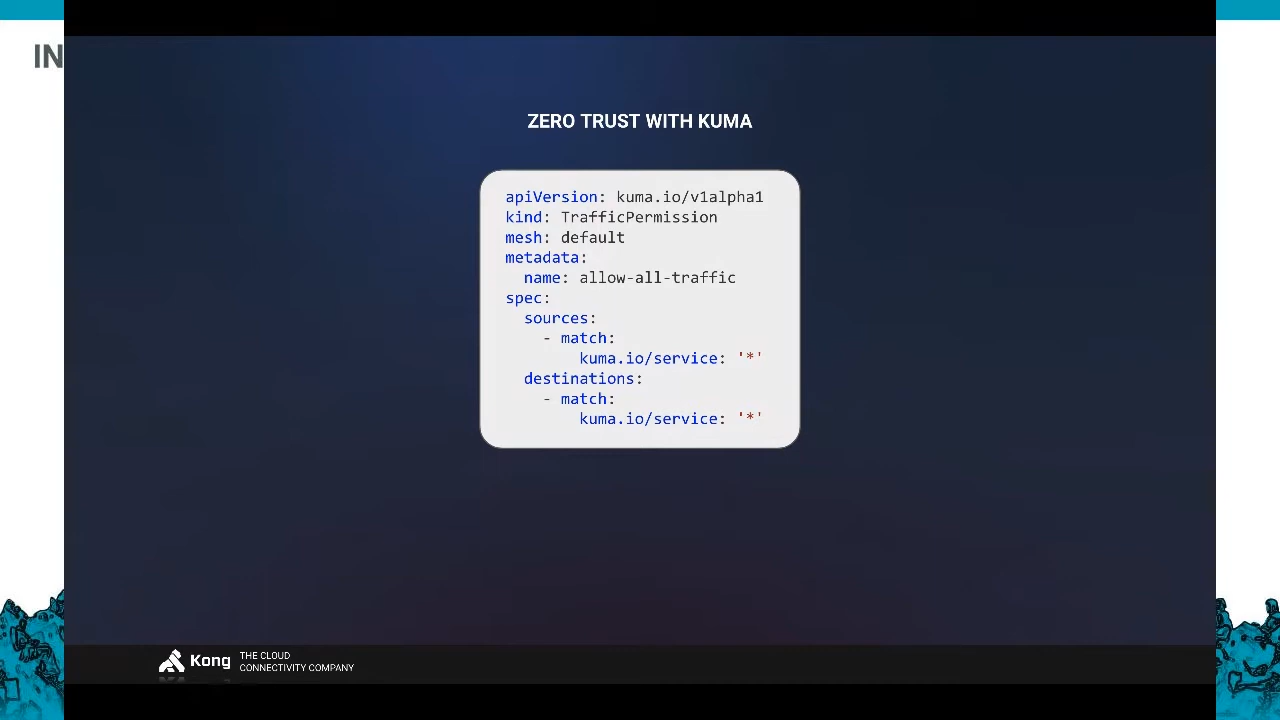 IN
ZERO TRUST WITH KUMA
apiVersion: kuma.io/v1alpha1
kind: TrafficPermission
mesh: default
metadata:
  name: allow-all-traffic
spec:
  sources:
    - match:
        kuma.io/service: '*'
  destinations:
    - match:
        kuma.io/service: '*'
Kong
THE CLOUD
CONNECTIVITY COMPANY